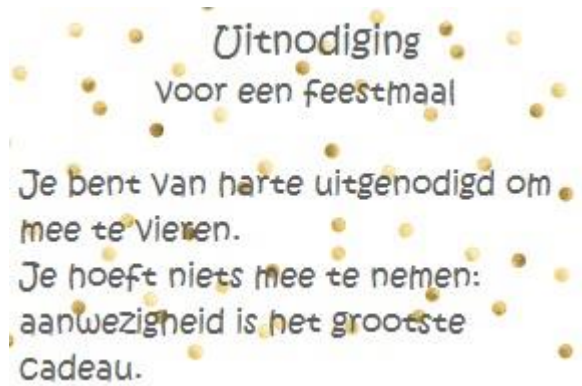 Uitnodiging
voor een feestmaal
Je bent van harte uitgenodigd om
mee te vieren.
Je hoeft niets mee te nemen:
aanwezigheid is het grootste
cadeau.